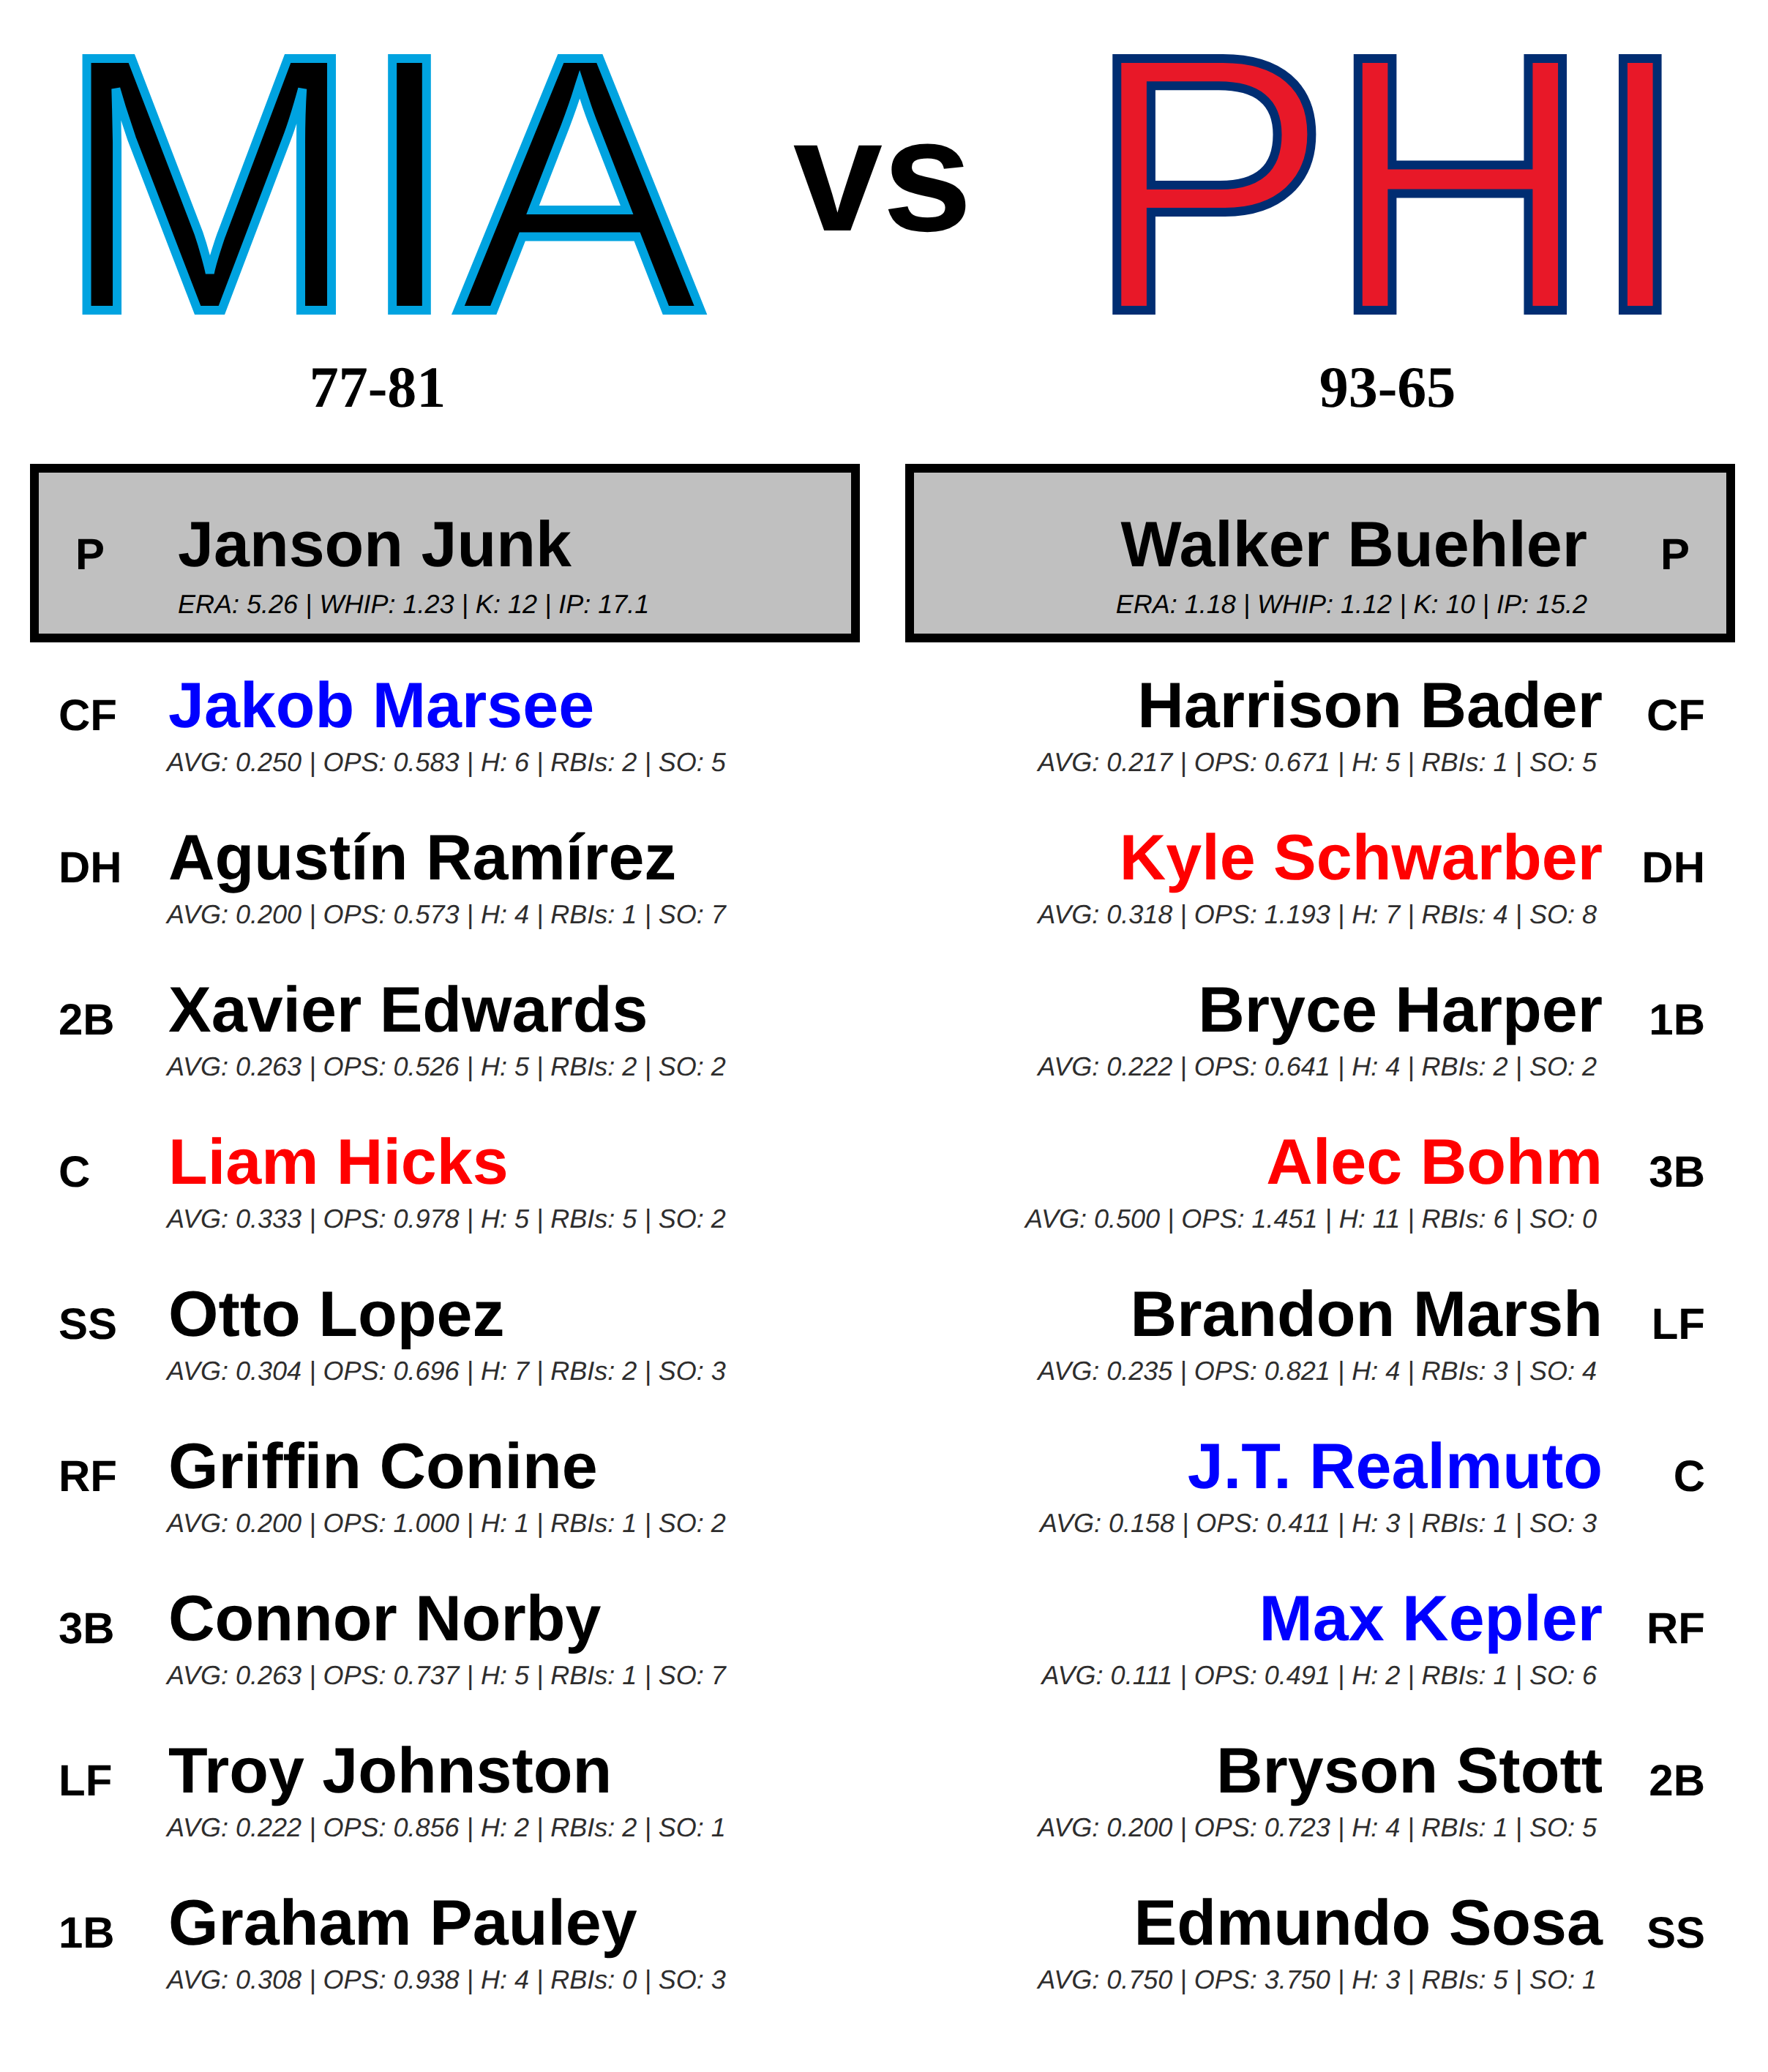 MIA vs PHI
77-81
93-65
P Janson Junk
ERA: 5.26 | WHIP: 1.23 | K: 12 | IP: 17.1
Walker Buehler P
ERA: 1.18 | WHIP: 1.12 | K: 10 | IP: 15.2
CF Jakob Marsee
AVG: 0.250 | OPS: 0.583 | H: 6 | RBIs: 2 | SO: 5
DH Agustín Ramírez
AVG: 0.200 | OPS: 0.573 | H: 4 | RBIs: 1 | SO: 7
2B Xavier Edwards
AVG: 0.263 | OPS: 0.526 | H: 5 | RBIs: 2 | SO: 2
C Liam Hicks
AVG: 0.333 | OPS: 0.978 | H: 5 | RBIs: 5 | SO: 2
SS Otto Lopez
AVG: 0.304 | OPS: 0.696 | H: 7 | RBIs: 2 | SO: 3
RF Griffin Conine
AVG: 0.200 | OPS: 1.000 | H: 1 | RBIs: 1 | SO: 2
3B Connor Norby
AVG: 0.263 | OPS: 0.737 | H: 5 | RBIs: 1 | SO: 7
LF Troy Johnston
AVG: 0.222 | OPS: 0.856 | H: 2 | RBIs: 2 | SO: 1
1B Graham Pauley
AVG: 0.308 | OPS: 0.938 | H: 4 | RBIs: 0 | SO: 3
Harrison Bader CF
AVG: 0.217 | OPS: 0.671 | H: 5 | RBIs: 1 | SO: 5
Kyle Schwarber DH
AVG: 0.318 | OPS: 1.193 | H: 7 | RBIs: 4 | SO: 8
Bryce Harper 1B
AVG: 0.222 | OPS: 0.641 | H: 4 | RBIs: 2 | SO: 2
Alec Bohm 3B
AVG: 0.500 | OPS: 1.451 | H: 11 | RBIs: 6 | SO: 0
Brandon Marsh LF
AVG: 0.235 | OPS: 0.821 | H: 4 | RBIs: 3 | SO: 4
J.T. Realmuto C
AVG: 0.158 | OPS: 0.411 | H: 3 | RBIs: 1 | SO: 3
Max Kepler RF
AVG: 0.111 | OPS: 0.491 | H: 2 | RBIs: 1 | SO: 6
Bryson Stott 2B
AVG: 0.200 | OPS: 0.723 | H: 4 | RBIs: 1 | SO: 5
Edmundo Sosa SS
AVG: 0.750 | OPS: 3.750 | H: 3 | RBIs: 5 | SO: 1